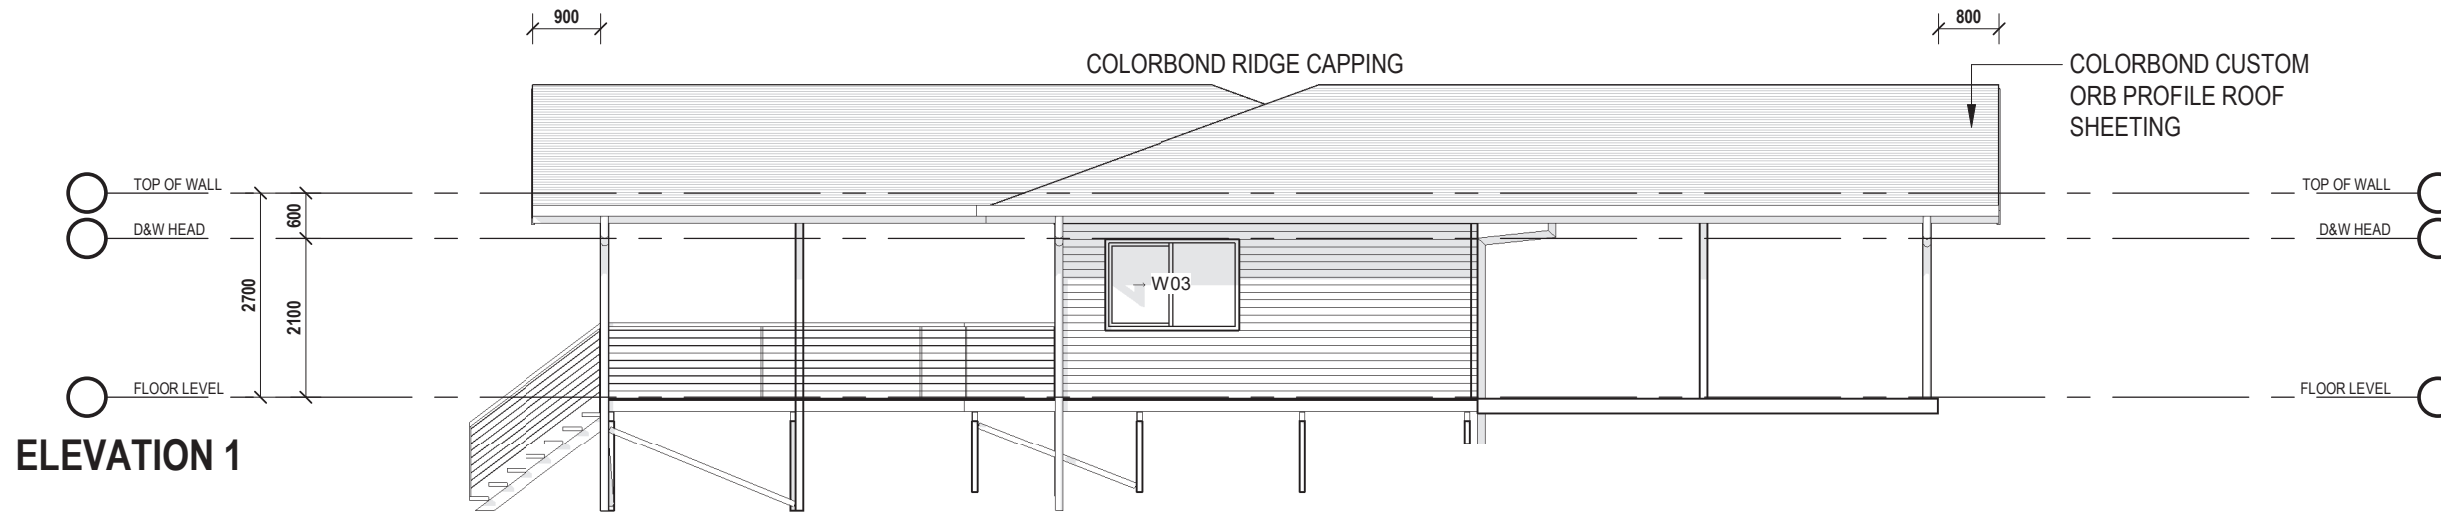 900
800
COLORBOND RIDGE CAPPING
COLORBOND CUSTOM
ORB PROFILE ROOF
SHEETING
TOP OF WALL
TOP OF WALL
600
D&W HEAD
D&W HEAD
2700
2100
W03
FLOOR LEVEL
FLOOR LEVEL
ELEVATION 1